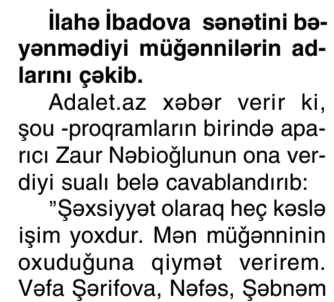 İlahə İbadova sənətini bə-
yənmədiyi müğənnilərin ad-
larını çəkib.
Adalet.az xəbər verir ki,
şou -proqramların birində apa-
rıcı Zaur Nəbioğlunun ona ver-
diyi sualı belə cavablandırıb:
"Şəxsiyyət olaraq heç kəslə
işim yoxdur. Mən müğənninin
oxuduğuna qiymət verirem.
Vəfa Şərifova, Nəfəs, Şəbnəm